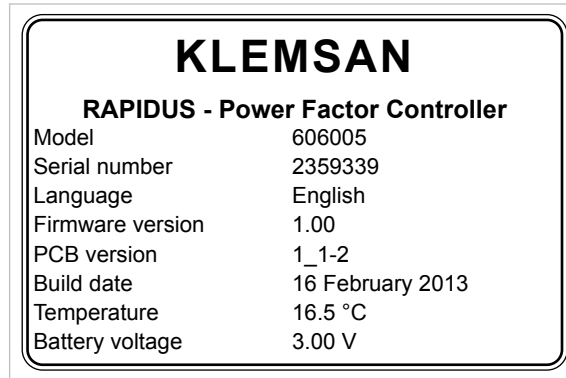 KLEMSAN
RAPIDUS - Power Factor Controller
Model 606005
Serial number 2359339
Language English
Firmware version 1.00
PCB version 1_1-2
Build date 16 February 2013
Temperature 16.5 °C
Battery voltage 3.00 V